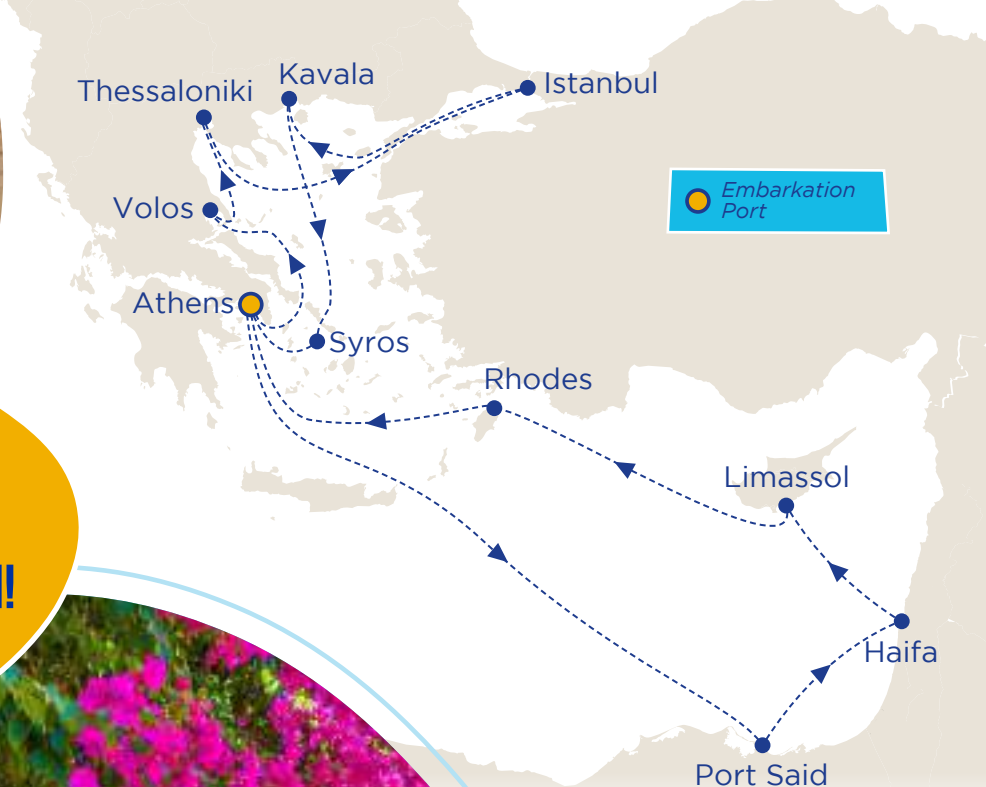 Kavala
Thessaloniki
Istanbul
Embarkation
Port
Volos
Athens
Syros
Rhodes
Limassol
Haifa
Port Said